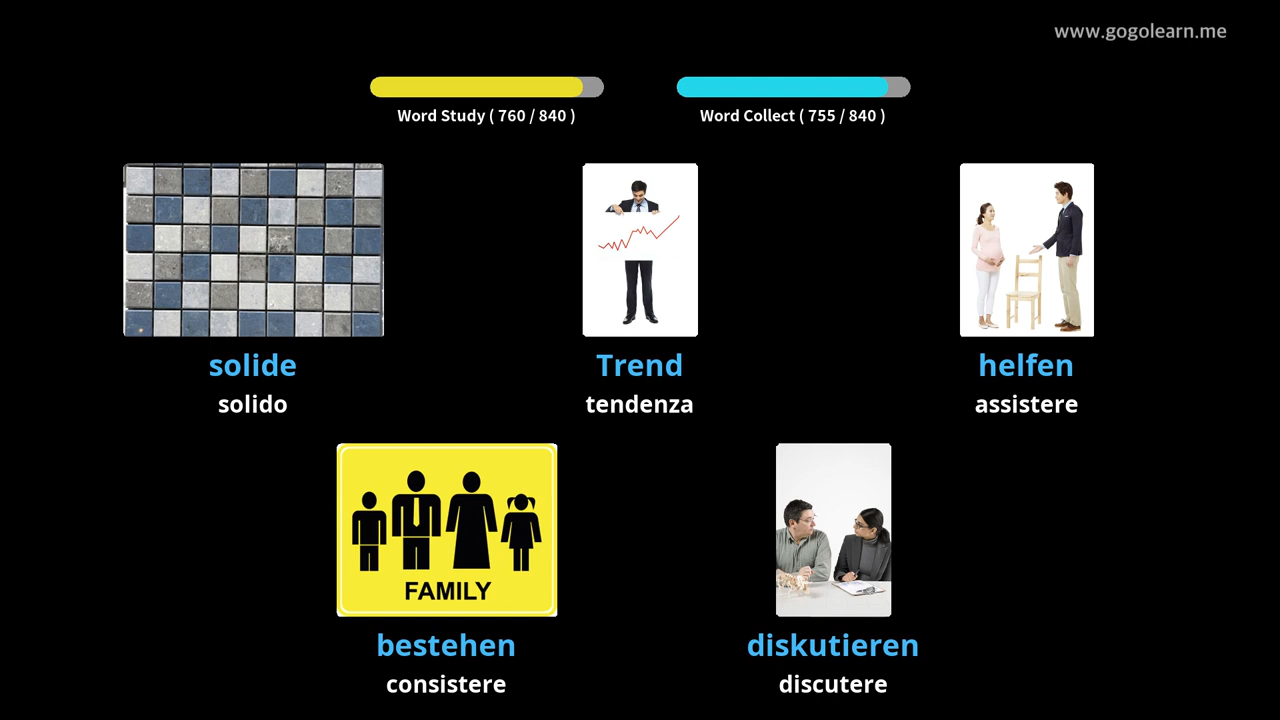 www.gogolearn.me
Word Study ( 760 / 840 )
Word Collect ( 755 / 840 )
solide
solido
Trend
tendenza
helfen
assistere
FAMILY
bestehen
consistere
diskutieren
discutere